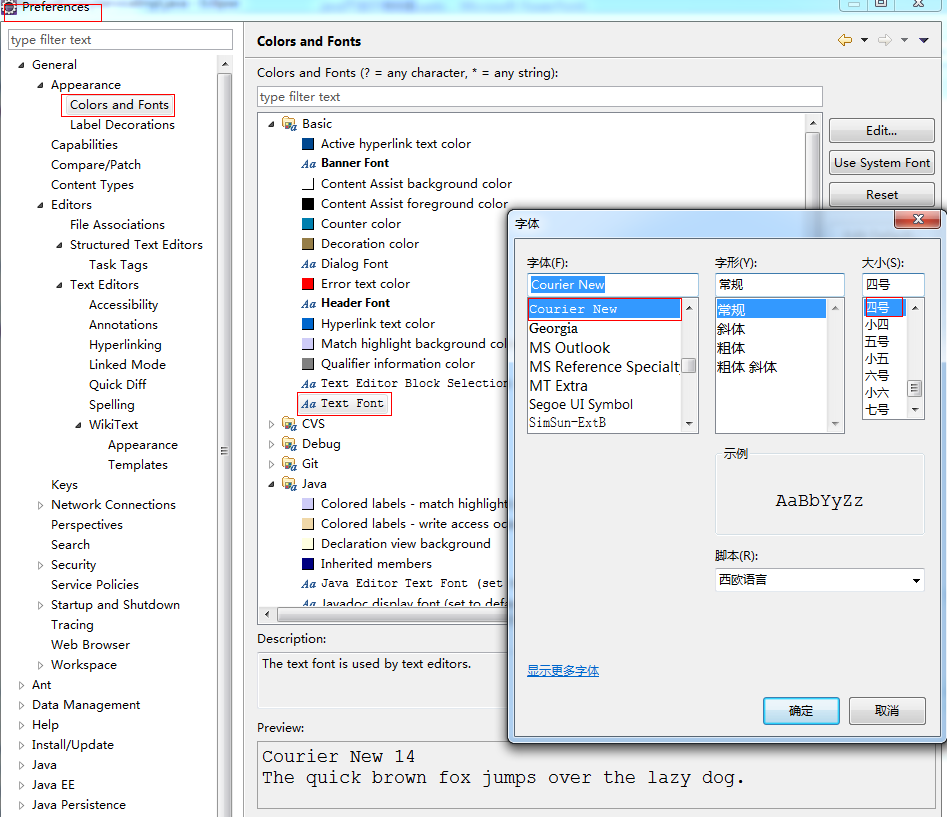 Preferences
type filter text
General
Appearance
Colors and Fonts
Label Decorations
Capabilities
Compare/Patch
Content Types
Editors
File Associations
Structured Text Editors
Task Tags
Text Editors
Accessibility
Annotations
Hyperlinking
Linked Mode
Quick Diff
Spelling
WikiText
Appearance
Templates
Keys
Network Connections
Perspectives
Search
Security
Service Policies
Startup and Shutdown
Tracing
Web Browser
Workspace
Ant
Data Management
Help
Install/Update
Java
Java EE
Java Persistence
Colors and Fonts
Colors and Fonts (? = any character, * = any string):
type filter text
Basic
Active hyperlink text color
Aa Banner Font
Content Assist background color
Content Assist foreground color
Counter color
Decoration color
Aa Dialog Font
Error text color
Aa Header Font
Hyperlink text color
Match highlight background col
Qualifier information color
Aa Text Editor Block Selection
Aa Text Font
CVS
Debug
Git
Java
Colored labels - match highlight
Colored labels - write access oc
Declaration view background
Inherited members
Aa Java Editor Text Font (set
Aa Javadoc display font (set to defa
Edit...
Use System Font
Reset
Description:
The text font is used by text editors.
Preview:
Courier New 14
The quick brown fox jumps over the lazy dog.
字体
字体(F):
Courier New
Courier New
Georgia
MS Outlook
MS Reference Specialt
MT Extra
Segoe UI Symbol
SimSun-ExtB
字形(Y):
常规
常规
斜体
粗体
粗体 斜体
大小(S):
四号
四号
小四
五号
小五
六号
小六
七号
示例
AaBbYyZz
脚本(R):
西欧语言
显示更多字体
确定
取消